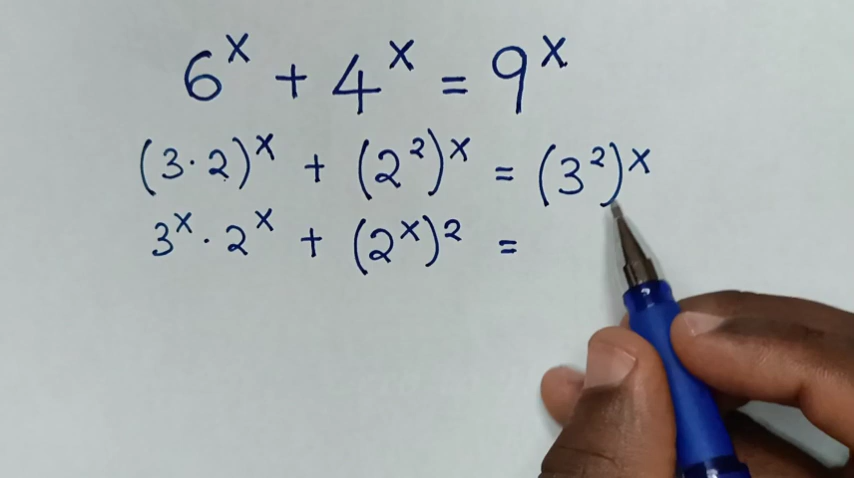 6^x + 4^x = 9^x
(3·2)^x + (2^2)^x = (3^2)^x
3^x · 2^x + (2^x)^2 =